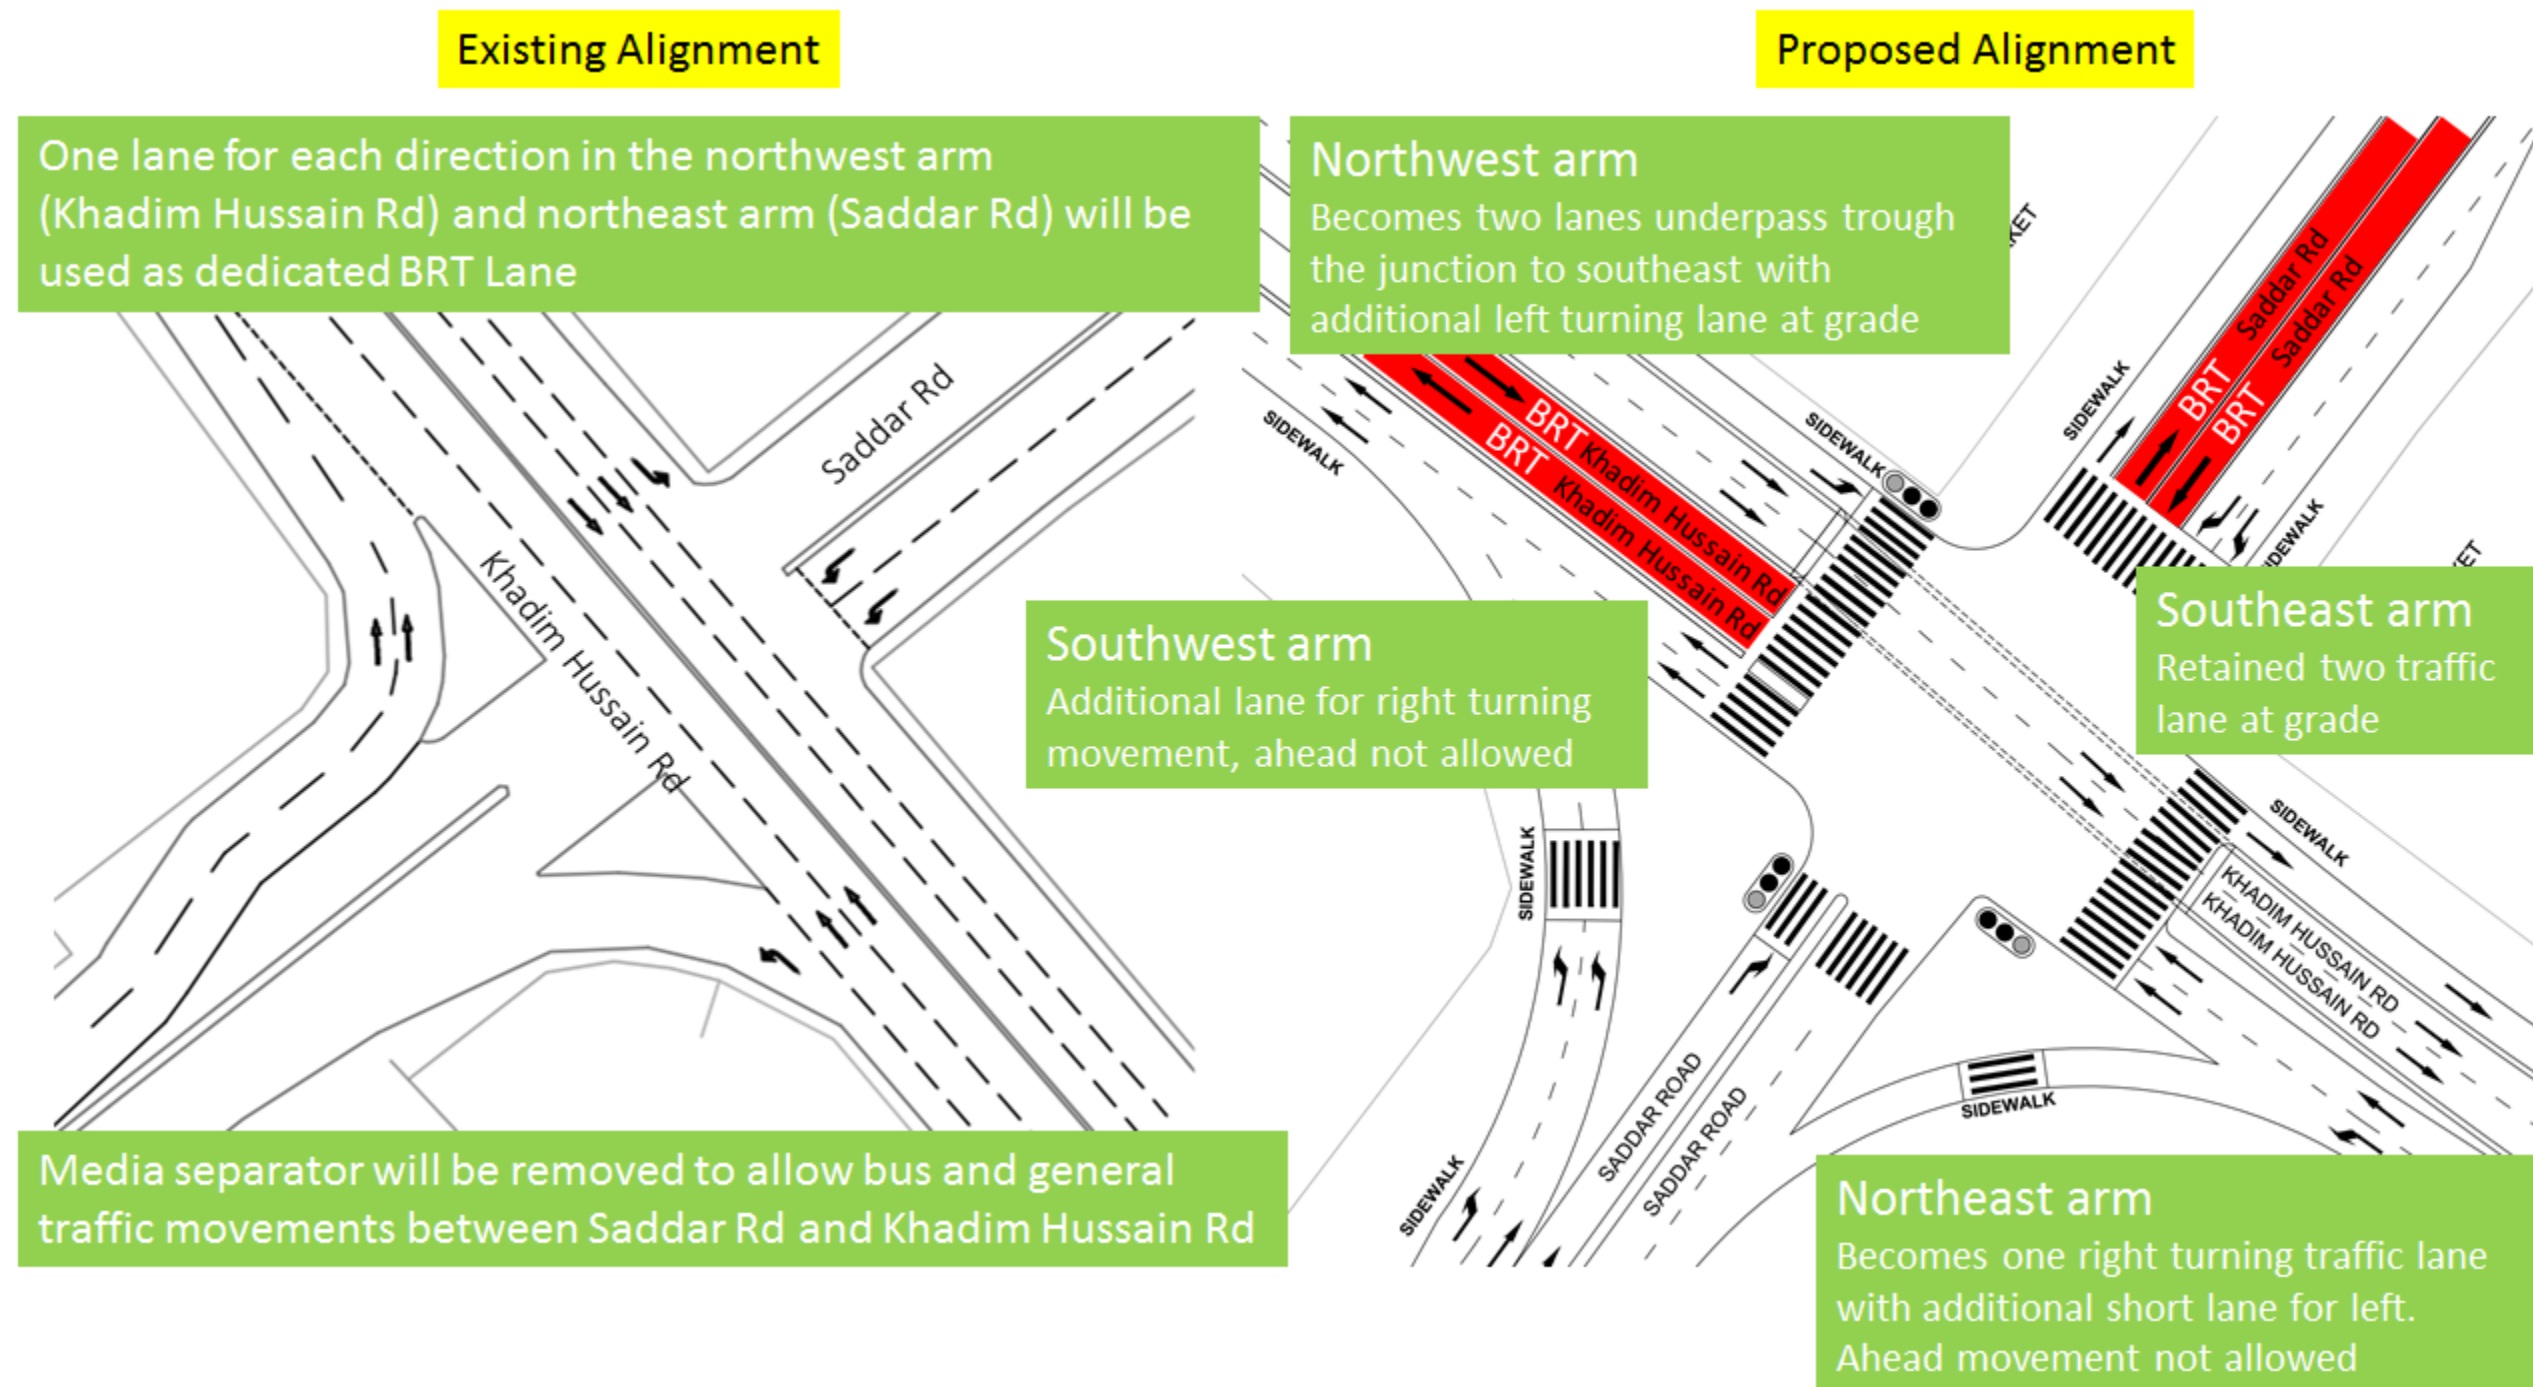 Existing Alignment
Proposed Alignment
One lane for each direction in the northwest arm
(Khadim Hussain Rd) and northeast arm (Saddar Rd) will be
used as dedicated BRT Lane
Saddar Rd
Khadim Hussain Rd
Media separator will be removed to allow bus and general
traffic movements between Saddar Rd and Khadim Hussain Rd
Northwest arm
Becomes two lanes underpass trough
the junction to southeast with
additional left turning lane at grade
SIDEWALK
BRT Khadim Hussain Rd
BRT Khadim Hussain Rd
SIDEWALK
SIDEWALK
BRT Saddar Rd
BRT Saddar Rd
SIDEWALK
Southwest arm
Additional lane for right turning
movement, ahead not allowed
Southeast arm
Retained two traffic
lane at grade
SIDEWALK
SIDEWALK
KHADIM HUSSAIN RD
KHADIM HUSSAIN RD
SADDAR ROAD
SADDAR ROAD
SIDEWALK
SIDEWALK
Northeast arm
Becomes one right turning traffic lane
with additional short lane for left.
Ahead movement not allowed